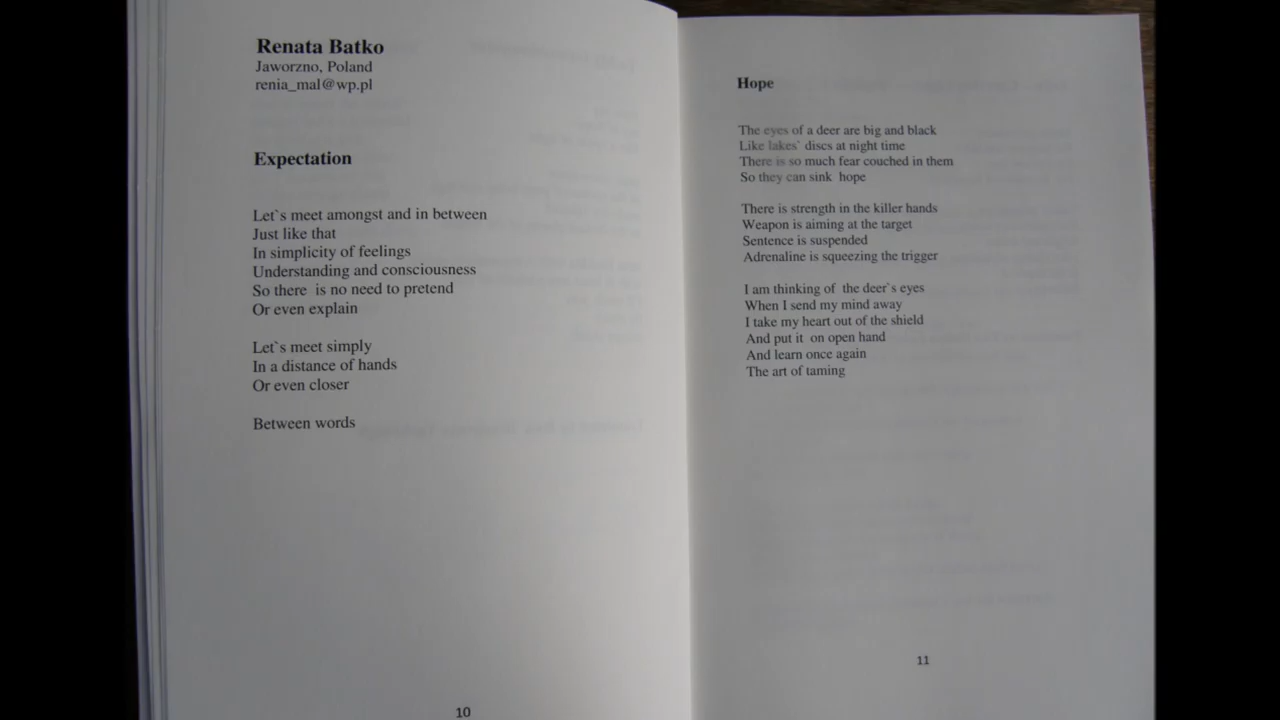 Renata Batko
Jaworzno, Poland
renia_mal@wp.pl
Expectation
Let`s meet amongst and in between
Just like that
In simplicity of feelings
Understanding and consciousness
So there is no need to pretend
Or even explain
Let`s meet simply
In a distance of hands
Or even closer
Between words
10
Hope
The eyes of a deer are big and black
Like lakes` discs at night time
There is so much fear couched in them
So they can sink hope
There is strength in the killer hands
Weapon is aiming at the target
Sentence is suspended
Adrenaline is squeezing the trigger
I am thinking of the deer`s eyes
When I send my mind away
I take my heart out of the shield
And put it on open hand
And learn once again
The art of taming
11